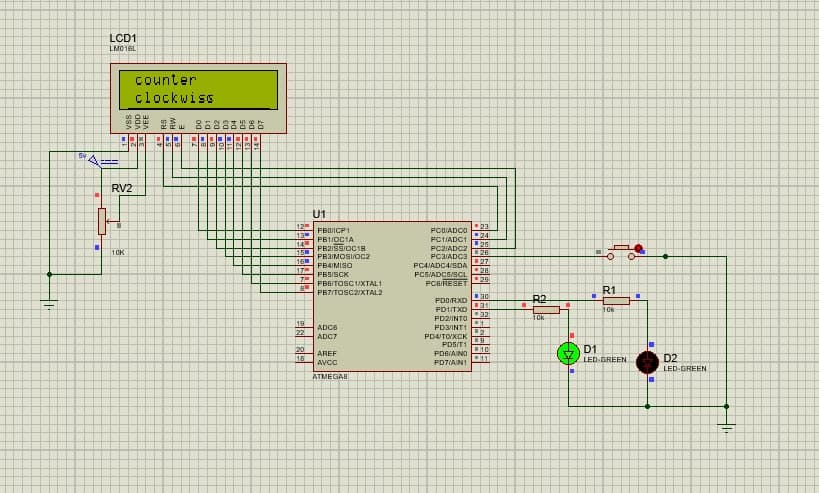 LCD1
LM016L
counter
clockwise
VSS
VDD
VEE
RS
RW
E
D0
D1
D2
D3
D4
D5
D6
D7
1
2
3
4
5
6
7
8
9
10
11
12
13
14
5v
RV2
10K
U1
12 PB0/ICP1
13 PB1/OC1A
14 PB2/SS/OC1B
15 PB3/MOSI/OC2
16 PB4/MISO
17 PB5/SCK
PB6/TOSC1/XTAL1
8 PB7/TOSC2/XTAL2
19 ADC6
22 ADC7
20 AREF
18 AVCC
PC0/ADC0 23
PC1/ADC1 24
PC2/ADC2 25
PC3/ADC3 26
PC4/ADC4/SDA 27
PC5/ADC5/SCL 28
PC6/RESET 29
PD0/RXD 30
PD1/TXD 31
PD2/INT0 32
PD3/INT1 1
PD4/T0/XCK 2
PD5/T1 9
PD6/AIN0 10
PD7/AIN1 11
ATMEGA8
R2
10k
R1
10k
D1
LED-GREEN
D2
LED-GREEN